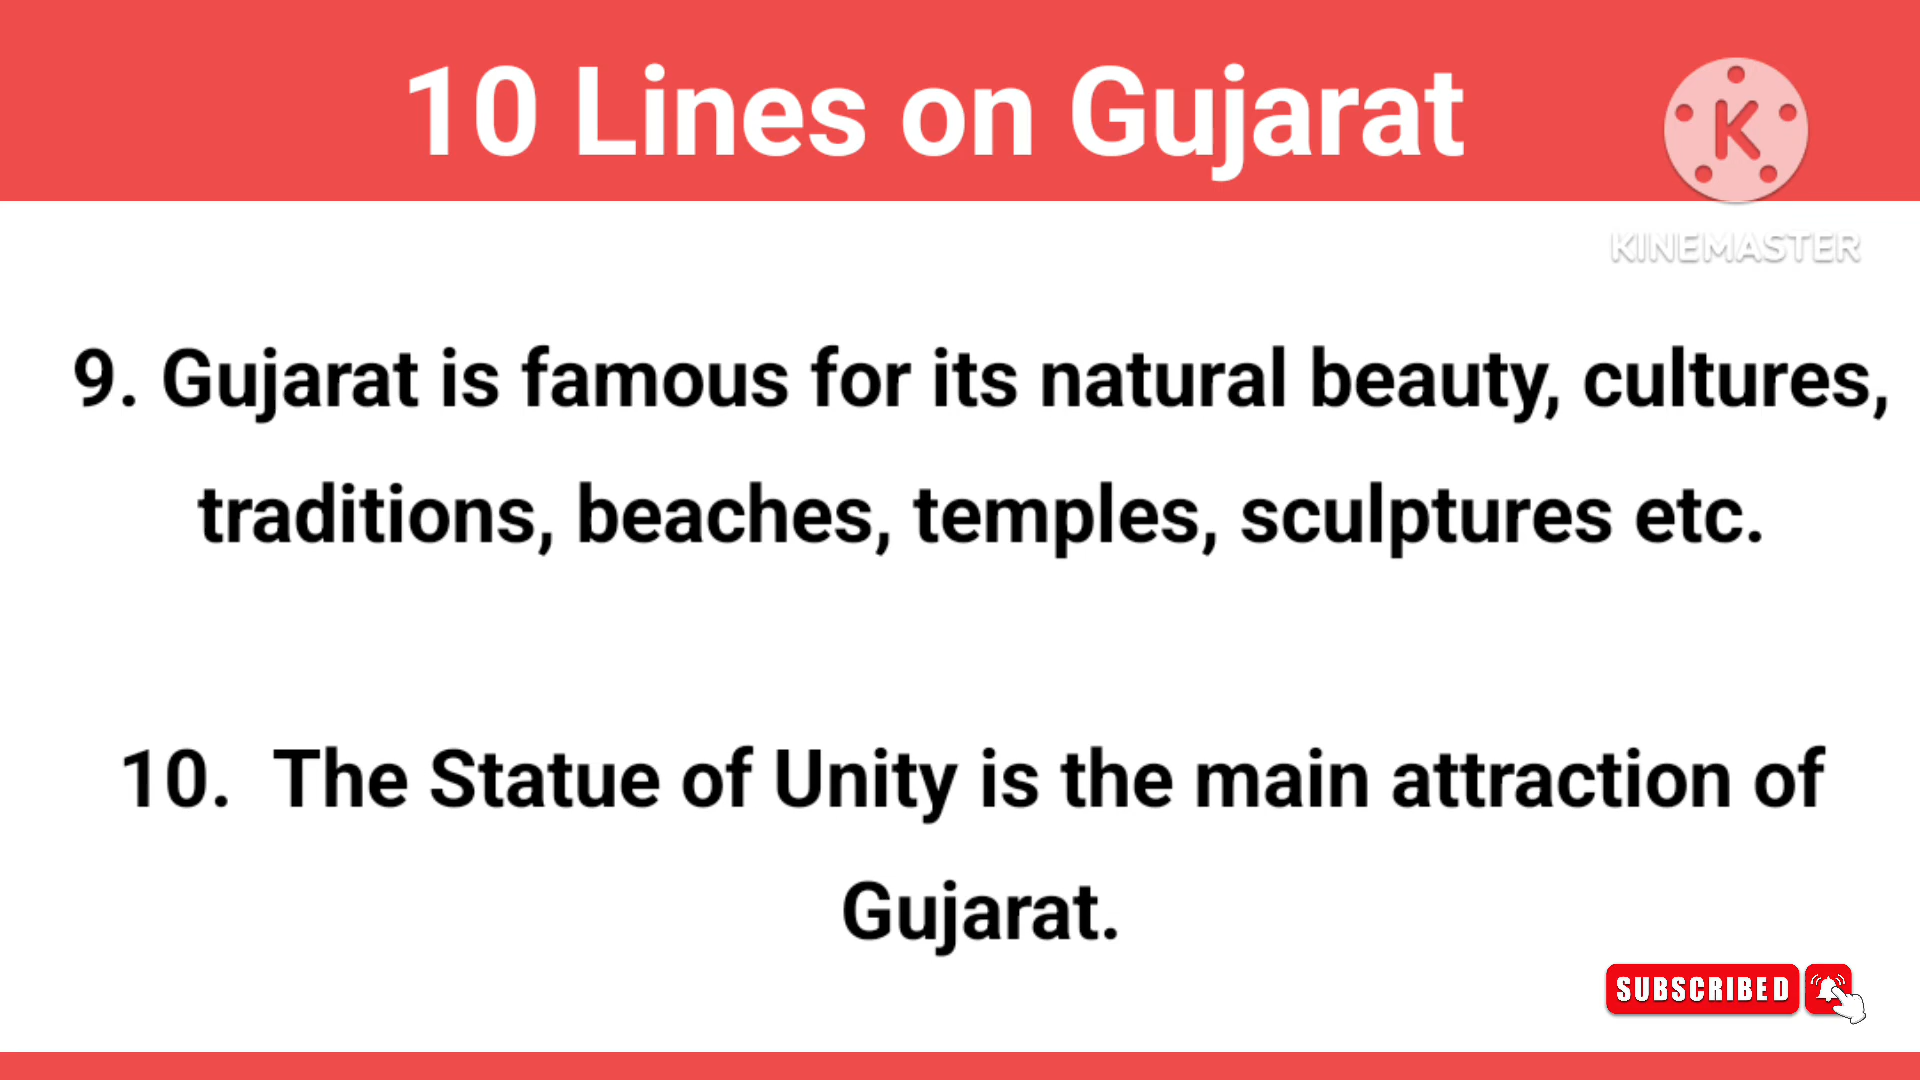 10 Lines on Gujarat
K
KINEMASTER
9. Gujarat is famous for its natural beauty, cultures,
traditions, beaches, temples, sculptures etc.
10. The Statue of Unity is the main attraction of
Gujarat.
SUBSCRIBED